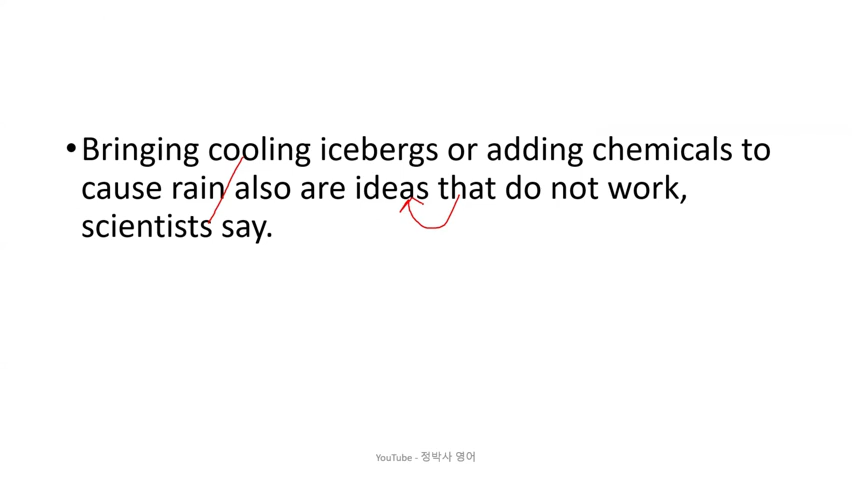 •Bringing cooling icebergs or adding chemicals to
cause rain also are ideas that do not work,
scientists say.
YouTube - 정박사 영어